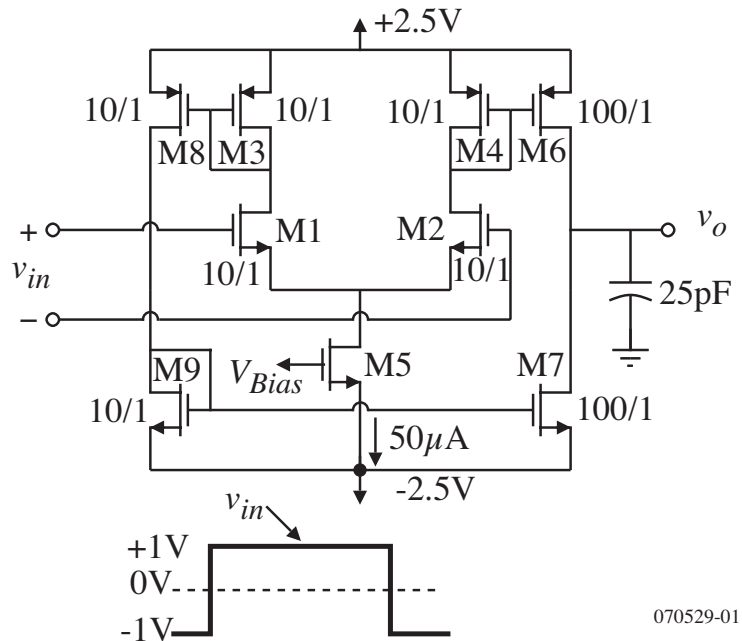 +2.5V
10/1 10/1 10/1 100/1
M8 M3 M4 M6
+ M1 M2 v_o
v_in 10/1 10/1
25pF
−
M9 V_Bias M5 M7
10/1 100/1
50µA
-2.5V
v_in
+1V
0V
-1V
070529-01